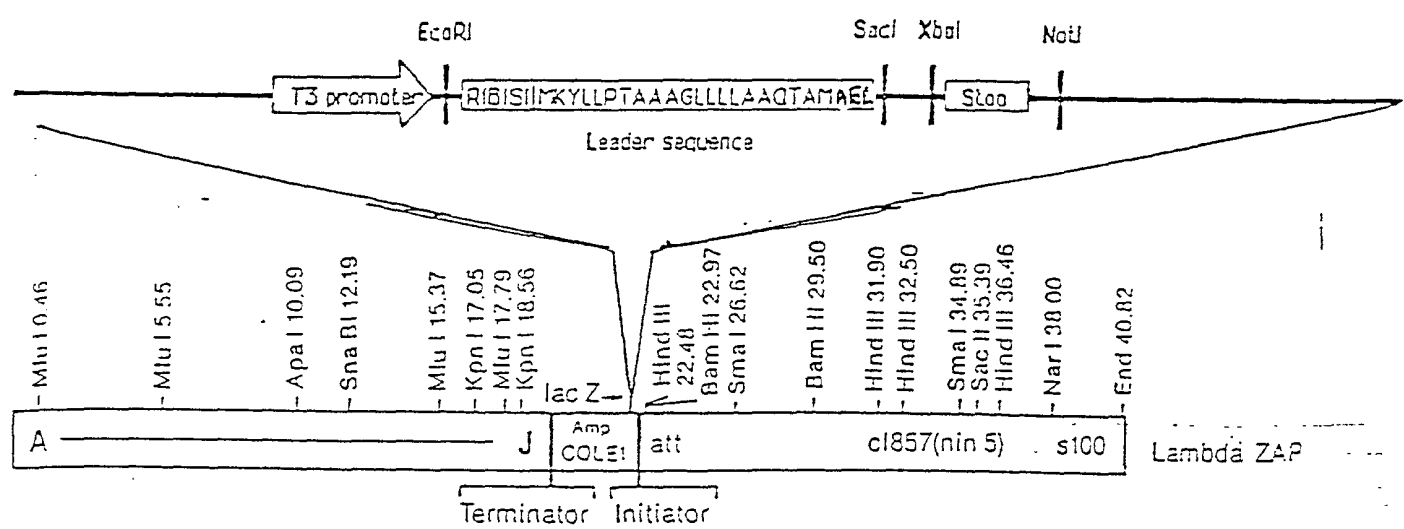 EcoRI SacI XbaI NotI
T3 promoter RIBISIIMKYLLPTAAAGLLLLAAQTAMAEL Stop
Leader sequence
Mlu I 0.46
Mlu I 5.55
Apa I 10.09
Sna BI 12.19
Mlu I 15.37
Kpn I 17.05
Mlu I 17.79
Kpn I 18.56
lac Z
Hind III
22.48
Bam HI 22.97
Sma I 26.62
Bam HI 29.50
Hind III 31.90
Hind III 32.50
Sma I 34.89
Sac II 35.39
Hind III 36.46
Nar I 38.00
End 40.82
A J Amp att cI857(nin 5) s100 Lambda ZAP
COLE1
Terminator Initiator